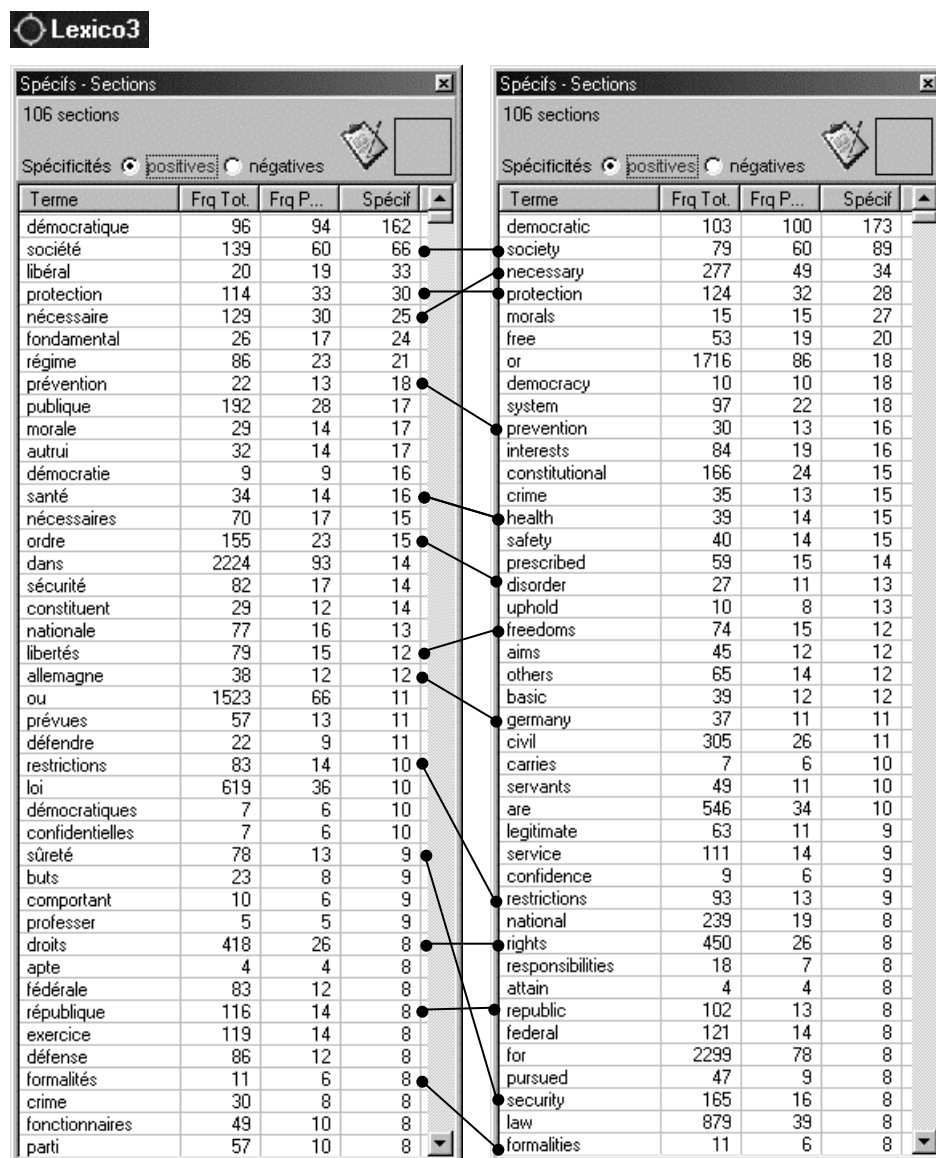 Lexico3
Spécifs - Sections
106 sections
Spécificités positives négatives
Terme Frq Tot. Frq P... Spécif
démocratique 96 94 162
société 139 60 66
libéral 20 19 33
protection 114 33 30
nécessaire 129 30 25
fondamental 26 17 24
régime 86 23 21
prévention 22 13 18
publique 192 28 17
morale 29 14 17
autrui 32 14 17
démocratie 9 9 16
santé 34 14 16
nécessaires 70 17 15
ordre 155 23 15
dans 2224 93 14
sécurité 82 17 14
constituent 29 12 14
nationale 77 16 13
libertés 79 15 12
allemagne 38 12 12
ou 1523 66 11
prévues 57 13 11
défendre 22 9 11
restrictions 83 14 10
loi 619 36 10
démocratiques 7 6 10
confidentielles 7 6 10
sûreté 78 13 9
buts 23 8 9
comportant 10 6 9
professer 5 5 9
droits 418 26 8
apte 4 4 8
fédérale 83 12 8
république 116 14 8
exercice 119 14 8
défense 86 12 8
formalités 11 6 8
crime 30 8 8
fonctionnaires 49 10 8
parti 57 10 8
Spécifs - Sections
106 sections
Spécificités positives négatives
Terme Frq Tot. Frq P... Spécif
democratic 103 100 173
society 79 60 89
necessary 277 49 34
protection 124 32 28
morals 15 15 27
free 53 19 20
or 1716 86 18
democracy 10 10 18
system 97 22 18
prevention 30 13 16
interests 84 19 16
constitutional 166 24 15
crime 35 13 15
health 39 14 15
safety 40 14 15
prescribed 59 15 14
disorder 27 11 13
uphold 10 8 13
freedoms 74 15 12
aims 45 12 12
others 65 14 12
basic 39 12 12
germany 37 11 11
civil 305 26 11
carries 7 6 10
servants 49 11 10
are 546 34 10
legitimate 63 11 9
service 111 14 9
confidence 9 6 9
restrictions 93 13 9
national 239 19 8
rights 450 26 8
responsibilities 18 7 8
attain 4 4 8
republic 102 13 8
federal 121 14 8
for 2299 78 8
pursued 47 9 8
security 165 16 8
law 879 39 8
formalities 11 6 8